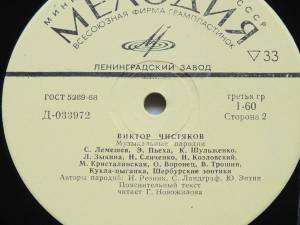 МЕЛОДИЯ
ВСЕСОЮЗНАЯ ФИРМА ГРАМПЛАСТИНОК
ЛЕНИНГРАДСКИЙ ЗАВОД
▽33
ГОСТ 5289-68
Д-033972
третья гр
1-60
Сторона 2
ВИКТОР ЧИСТЯКОВ
Музыкальные пародии
С. Лемешев, Э. Пьеха, К. Шульженко,
Л. Зыкина, Н. Сличенко, И. Козловский,
М. Кристалинская, О. Воронец, В. Трошин,
Кукла-цыганка, Шербурские зонтики
Авторы пародий: И. Резник, С. Лондграф, Ю. Энтин
Пояснительный текст
читает Г. Новожилова